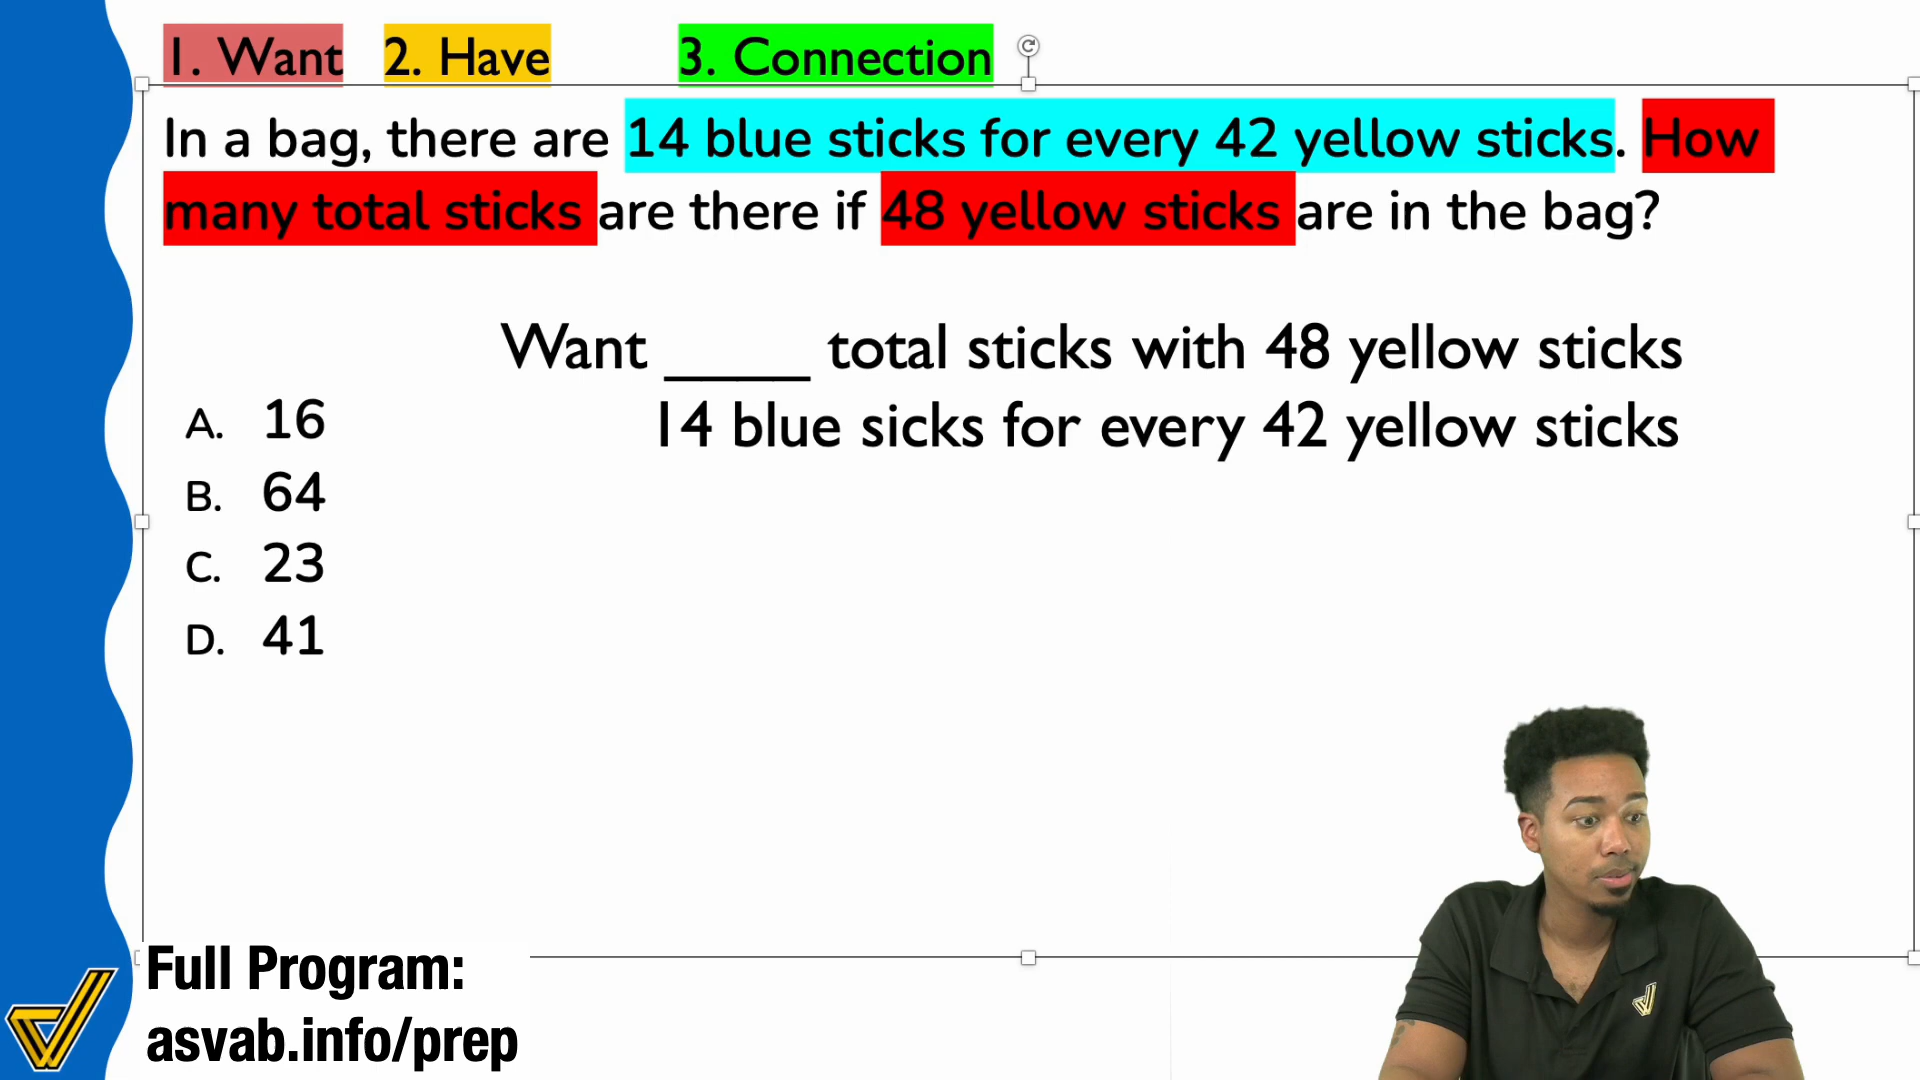 1. Want 2. Have 3. Connection
In a bag, there are 14 blue sticks for every 42 yellow sticks. How
many total sticks are there if 48 yellow sticks are in the bag?
Want ____ total sticks with 48 yellow sticks
14 blue sicks for every 42 yellow sticks
A. 16
B. 64
C. 23
D. 41
Full Program:
asvab.info/prep